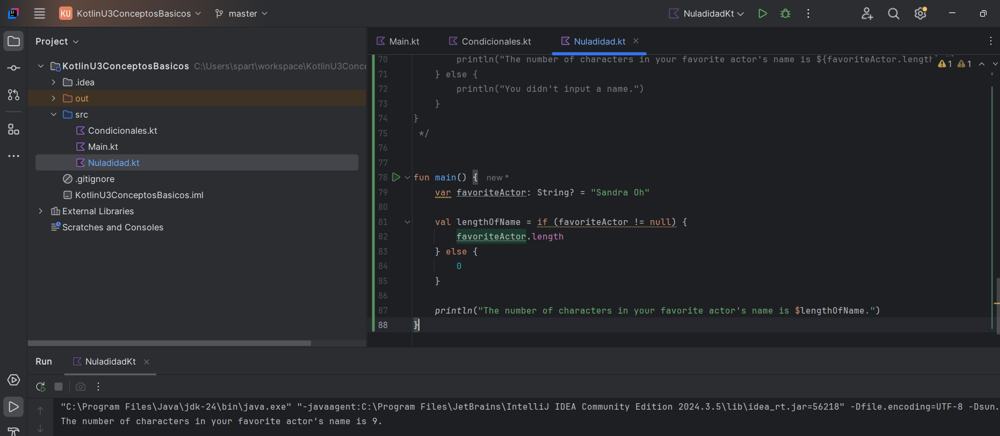 KU KotlinU3ConceptosBasicos master NuladidadKt
Project
KotlinU3ConceptosBasicos C:\Users\spart\workspace\KotlinU3Conce
.idea
out
src
Condicionales.kt
Main.kt
Nuladidad.kt
.gitignore
KotlinU3ConceptosBasicos.iml
External Libraries
Scratches and Consoles
Main.kt Condicionales.kt Nuladidad.kt
1 1
70 println("The number of characters in your favorite actor's name is ${favoriteActor.length}.")
71 } else {
72 println("You didn't input a name.")
73 }
74 }
75 */
76
77
78 fun main() { new *
79 var favoriteActor: String? = "Sandra Oh"
80
81 val lengthOfName = if (favoriteActor != null) {
82 favoriteActor.length
83 } else {
84 0
85 }
86
87 println("The number of characters in your favorite actor's name is $lengthOfName.")
88 }
Run NuladidadKt
"C:\Program Files\Java\jdk-24\bin\java.exe" "-javaagent:C:\Program Files\JetBrains\IntelliJ IDEA Community Edition 2024.3.5\lib\idea_rt.jar=56218" -Dfile.encoding=UTF-8 -Dsun.
The number of characters in your favorite actor's name is 9.